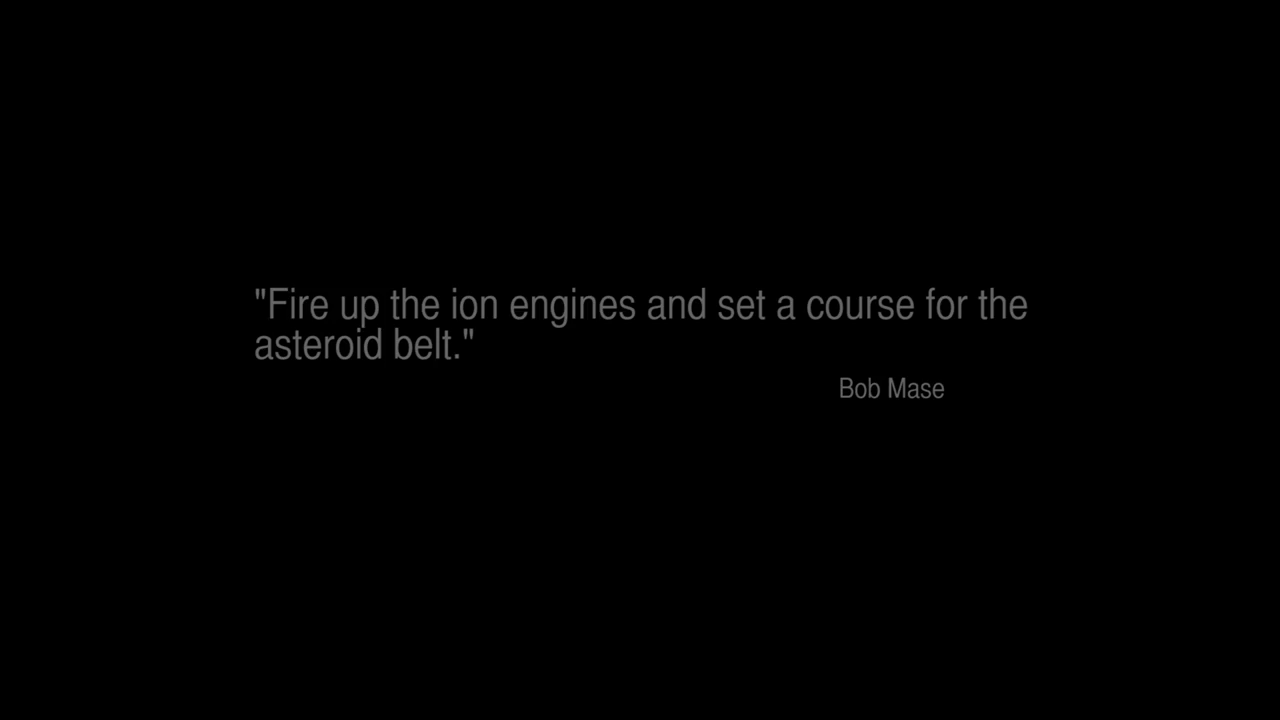 "Fire up the ion engines and set a course for the
asteroid belt."
Bob Mase